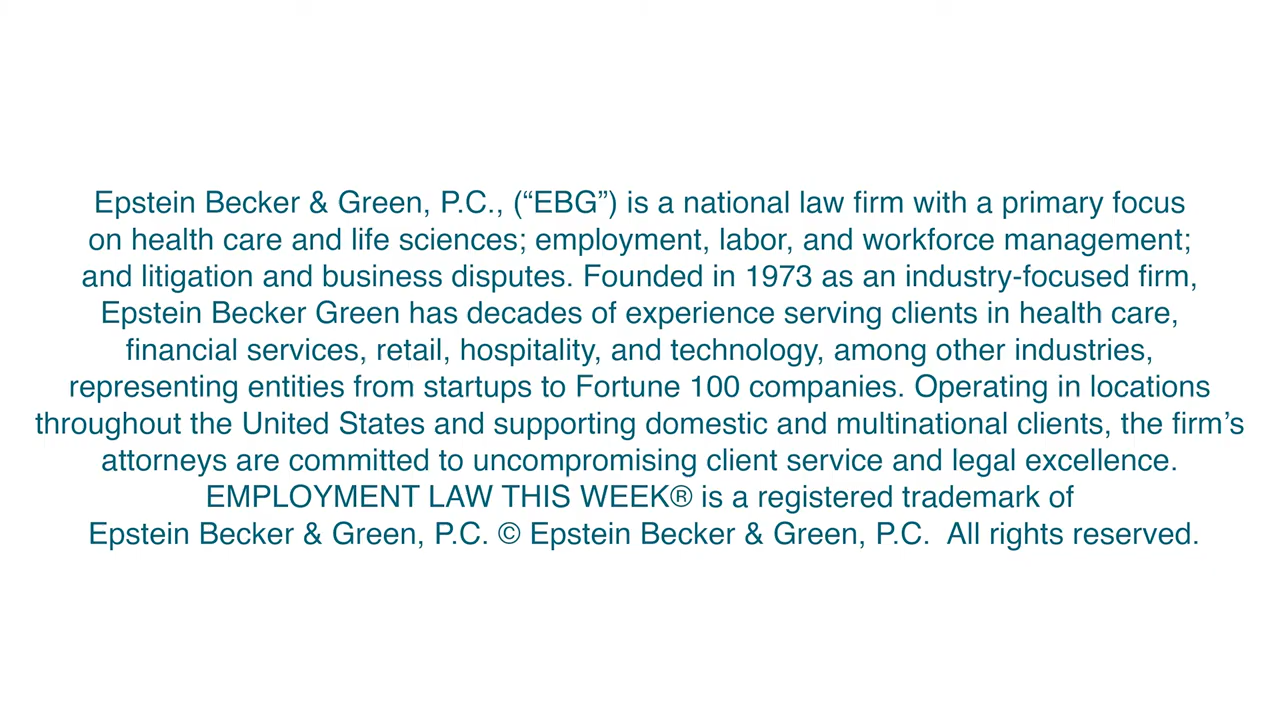 Epstein Becker & Green, P.C., (“EBG”) is a national law firm with a primary focus
on health care and life sciences; employment, labor, and workforce management;
and litigation and business disputes. Founded in 1973 as an industry-focused firm,
Epstein Becker Green has decades of experience serving clients in health care,
financial services, retail, hospitality, and technology, among other industries,
representing entities from startups to Fortune 100 companies. Operating in locations
throughout the United States and supporting domestic and multinational clients, the firm’s
attorneys are committed to uncompromising client service and legal excellence.
EMPLOYMENT LAW THIS WEEK® is a registered trademark of
Epstein Becker & Green, P.C. © Epstein Becker & Green, P.C.  All rights reserved.